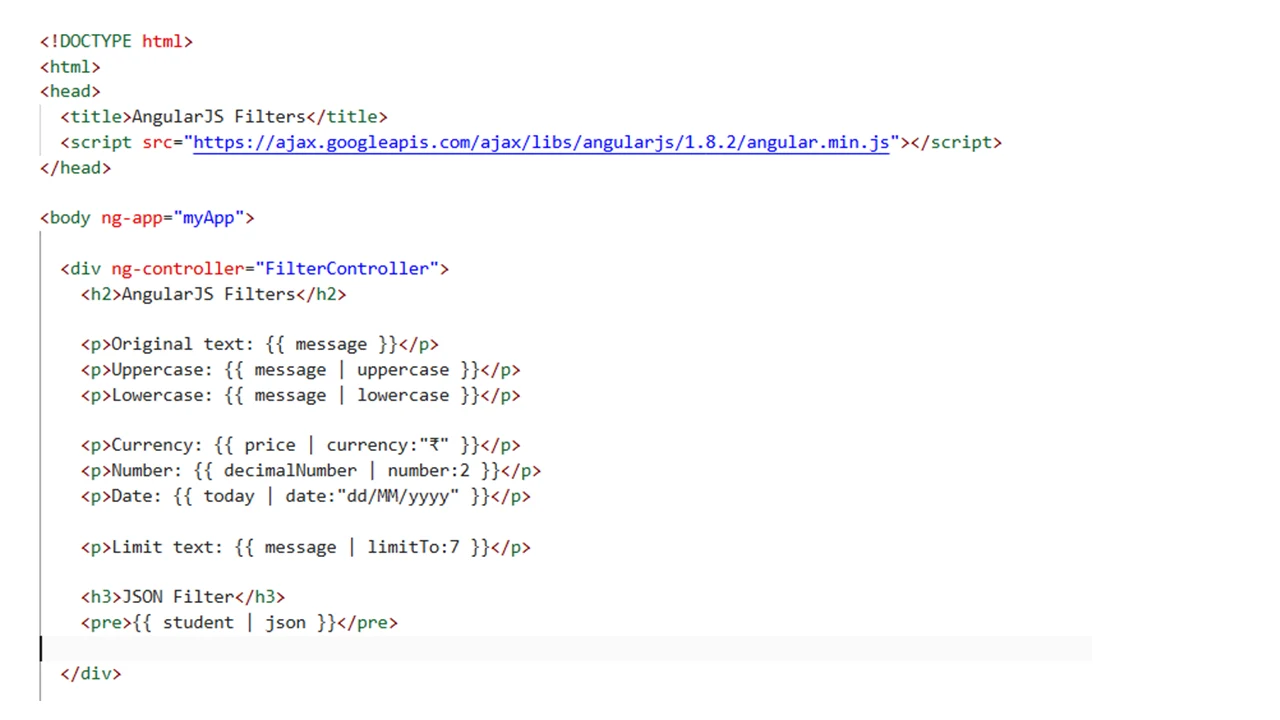 <!DOCTYPE html>
<html>
<head>
  <title>AngularJS Filters</title>
  <script src="https://ajax.googleapis.com/ajax/libs/angularjs/1.8.2/angular.min.js"></script>
</head>

<body ng-app="myApp">

  <div ng-controller="FilterController">
    <h2>AngularJS Filters</h2>

    <p>Original text: {{ message }}</p>
    <p>Uppercase: {{ message | uppercase }}</p>
    <p>Lowercase: {{ message | lowercase }}</p>

    <p>Currency: {{ price | currency:"₹" }}</p>
    <p>Number: {{ decimalNumber | number:2 }}</p>
    <p>Date: {{ today | date:"dd/MM/yyyy" }}</p>

    <p>Limit text: {{ message | limitTo:7 }}</p>

    <h3>JSON Filter</h3>
    <pre>{{ student | json }}</pre>

  </div>